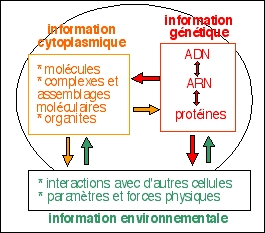 information
cytoplasmique
information
génétique
* molécules
* complexes et
assemblages
moléculaires
* organites
ADN
ARN
protéines
* interactions avec d'autres cellules
* paramètres et forces physiques
information environnementale